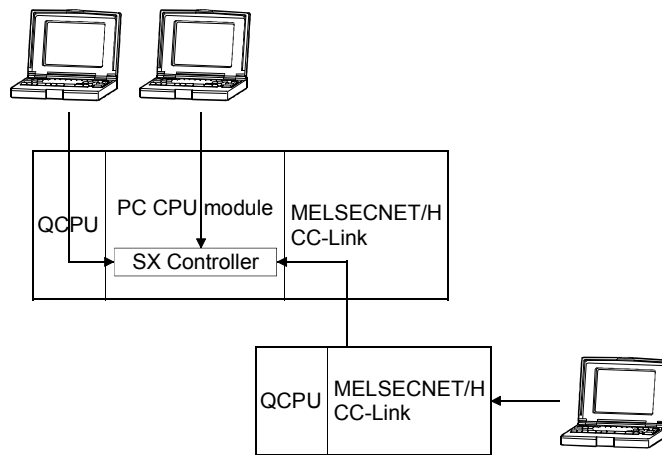 QCPU
PC CPU module
MELSECNET/H
CC-Link
SX Controller
QCPU
MELSECNET/H
CC-Link